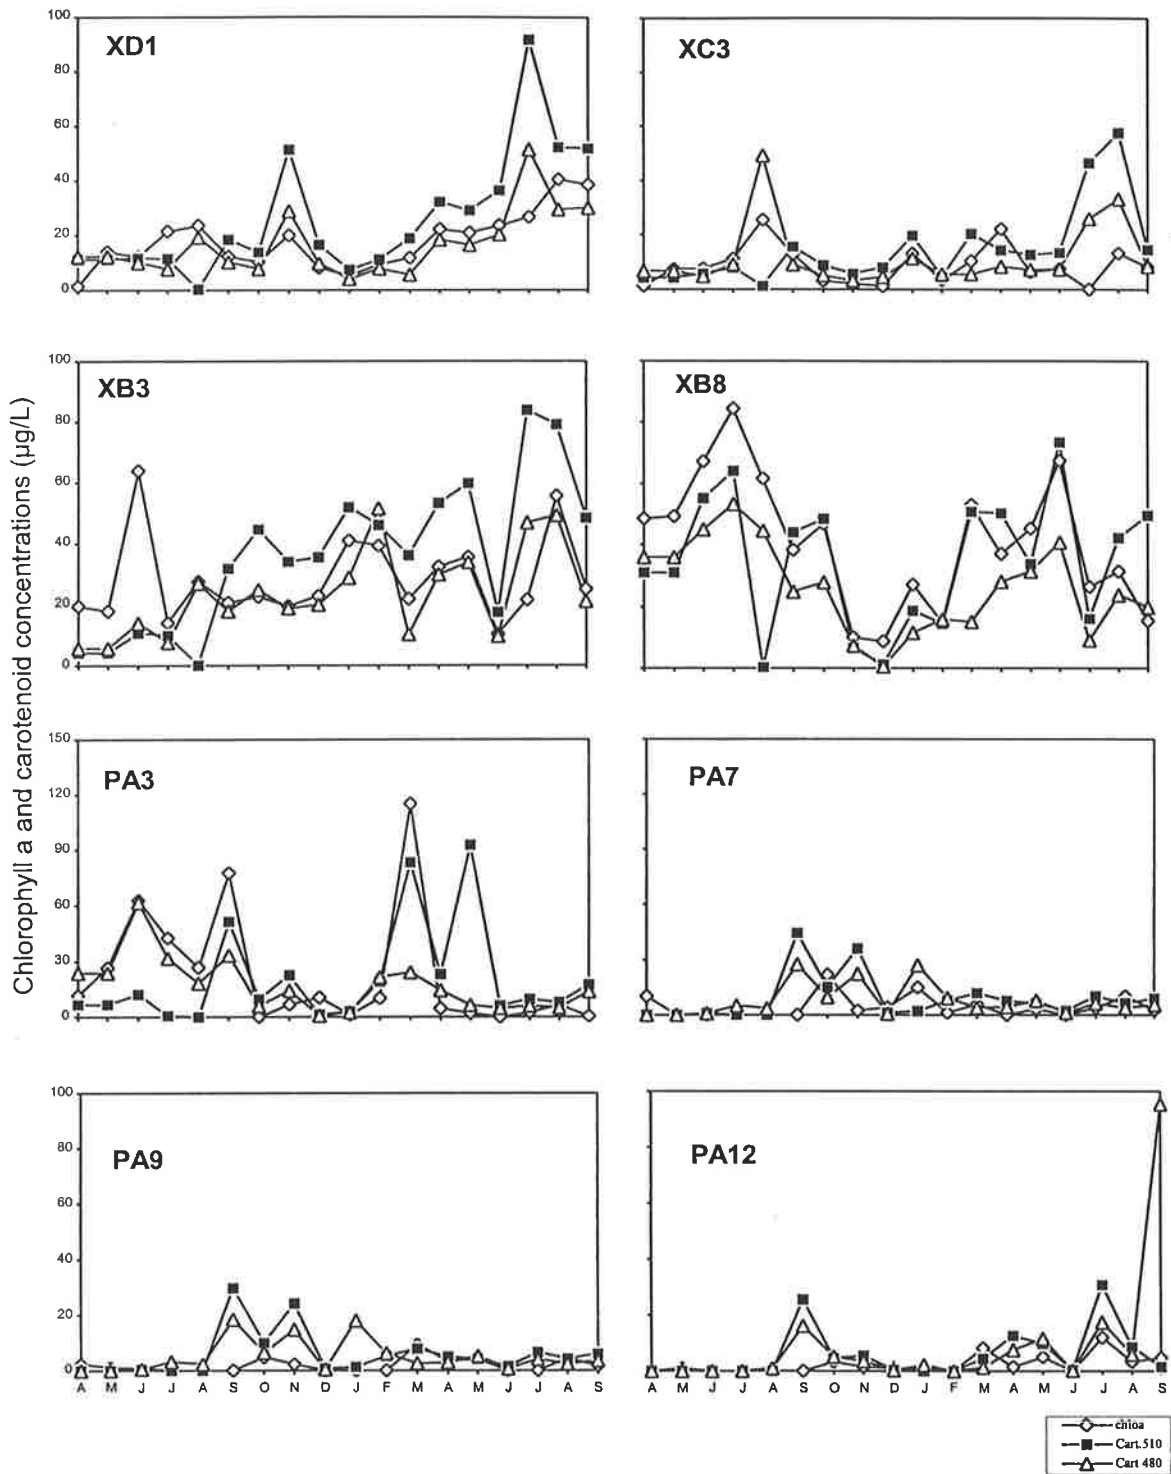 Chlorophyll a and carotenoid concentrations (µg/L)
XD1
100
80
60
40
20
0
XC3
XB3
100
80
60
40
20
0
XB8
PA3
150
120
90
60
30
0
PA7
PA9
100
80
60
40
20
0
A M J J A S O N D J F M A M J J A S
PA12
A M J J A S O N D J F M A M J J A S
chloa
Cart.510
Cart 480